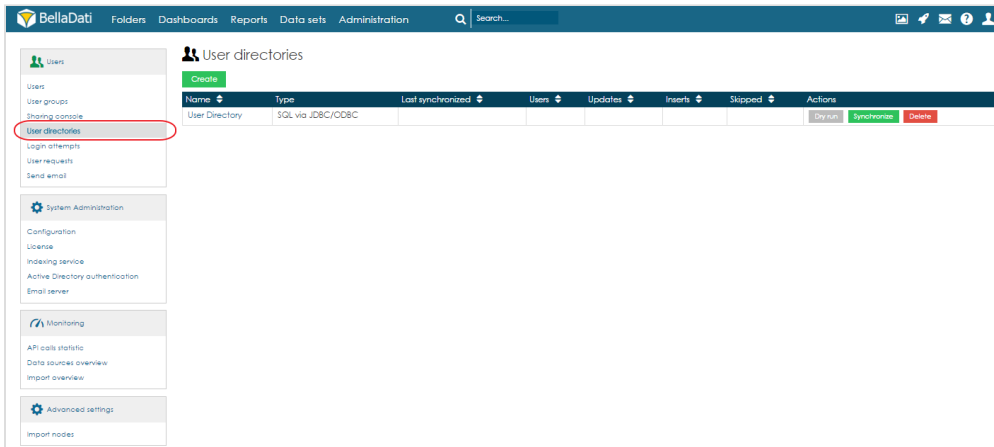 BellaDati Folders Dashboards Reports Data sets Administration Search...
Users
Users
User groups
Sharing console
User directories
Login attempts
User requests
Send email
System Administration
Configuration
License
Indexing service
Active Directory authentication
Email server
Monitoring
API calls statistic
Data sources overview
Import overview
Advanced settings
Import nodes
User directories
Create
Name Type Last synchronized Users Updates Inserts Skipped Actions
User Directory SQL via JDBC/ODBC Dry run Synchronize Delete